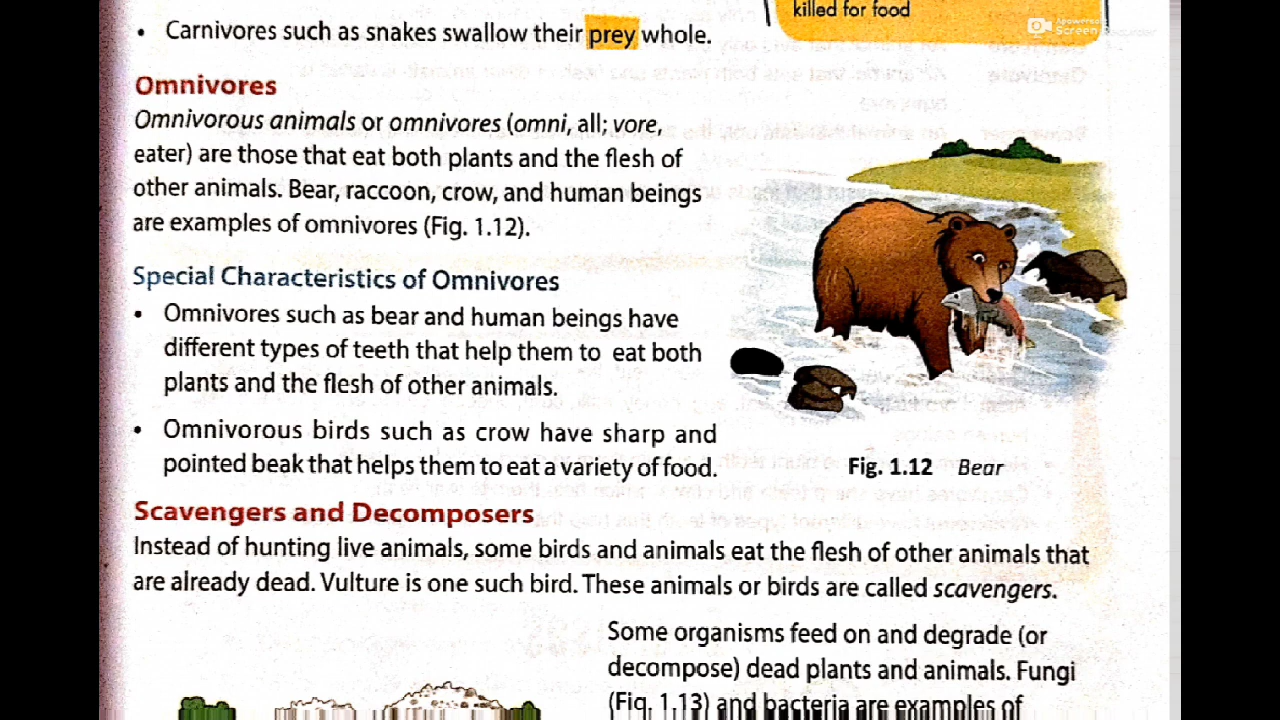 killed for food
• Carnivores such as snakes swallow their prey whole.
Omnivores
Omnivorous animals or omnivores (omni, all; vore,
eater) are those that eat both plants and the flesh of
other animals. Bear, raccoon, crow, and human beings
are examples of omnivores (Fig. 1.12).
Special Characteristics of Omnivores
• Omnivores such as bear and human beings have
different types of teeth that help them to eat both
plants and the flesh of other animals.
• Omnivorous birds such as crow have sharp and
pointed beak that helps them to eat a variety of food.
Fig. 1.12 Bear
Scavengers and Decomposers
Instead of hunting live animals, some birds and animals eat the flesh of other animals that
are already dead. Vulture is one such bird. These animals or birds are called scavengers.
Some organisms feed on and degrade (or
decompose) dead plants and animals. Fungi
(Fig. 1.13) and bacteria are examples of